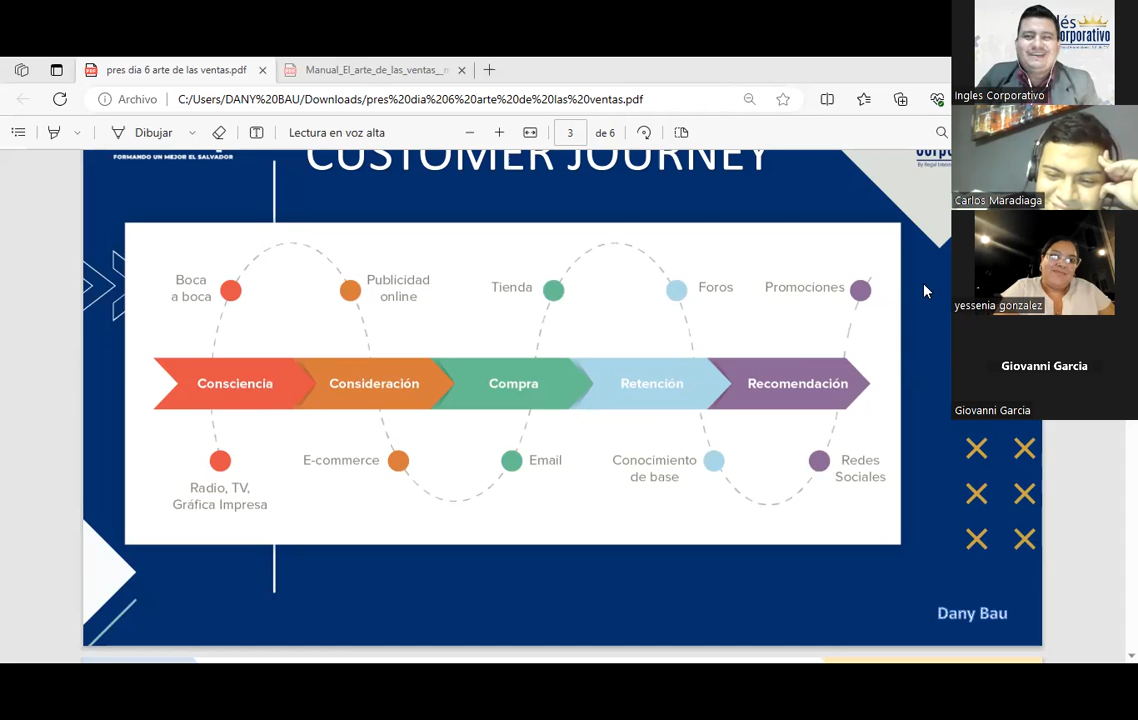 pres dia 6 arte de las ventas.pdf
Manual_El_arte_de_las_ventas_
Archivo
C:/Users/DANY%20BAU/Downloads/pres%20dia%206%20arte%20de%20las%20ventas.pdf
Dibujar
Lectura en voz alta
3
de 6
FORMANDO UN MEJOR EL SALVADOR
CUSTOMER JOURNEY
Boca
a boca
Publicidad
online
Tienda
Foros
Promociones
Consciencia
Consideración
Compra
Retención
Recomendación
E-commerce
Email
Conocimiento
de base
Redes
Sociales
Radio, TV,
Gráfica Impresa
Dany Bau
Ingles Corporativo
Carlos Maradiaga
yessenia gonzalez
Giovanni Garcia
Giovanni Garcia